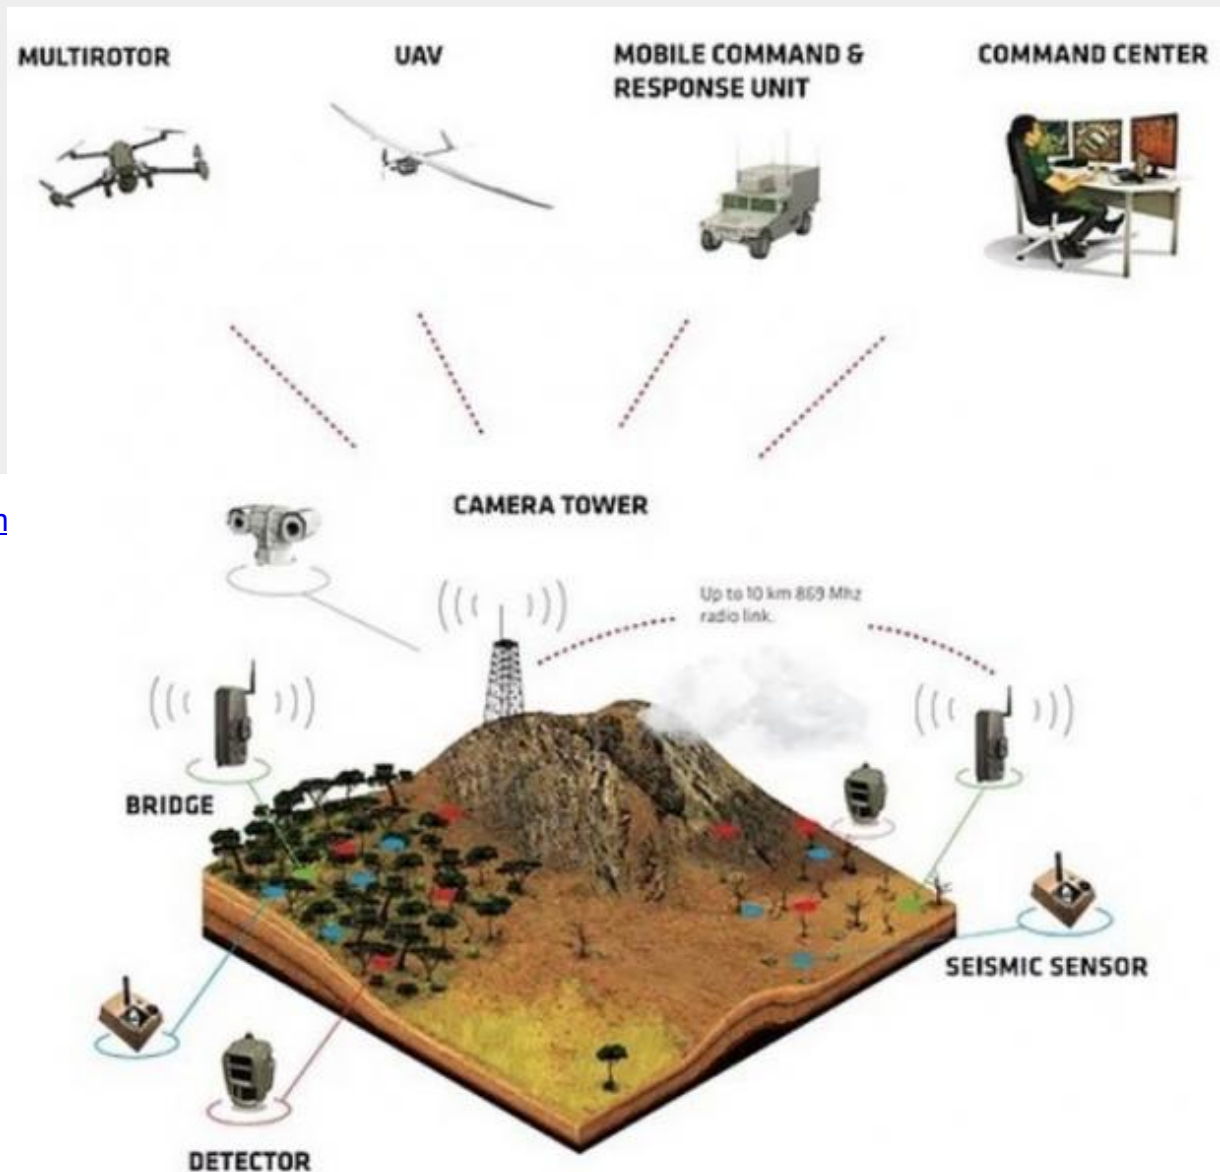 MULTIROTOR
UAV
MOBILE COMMAND &
RESPONSE UNIT
COMMAND CENTER
CAMERA TOWER
Up to 10 km 869 Mhz
radio link.
BRIDGE
SEISMIC SENSOR
DETECTOR